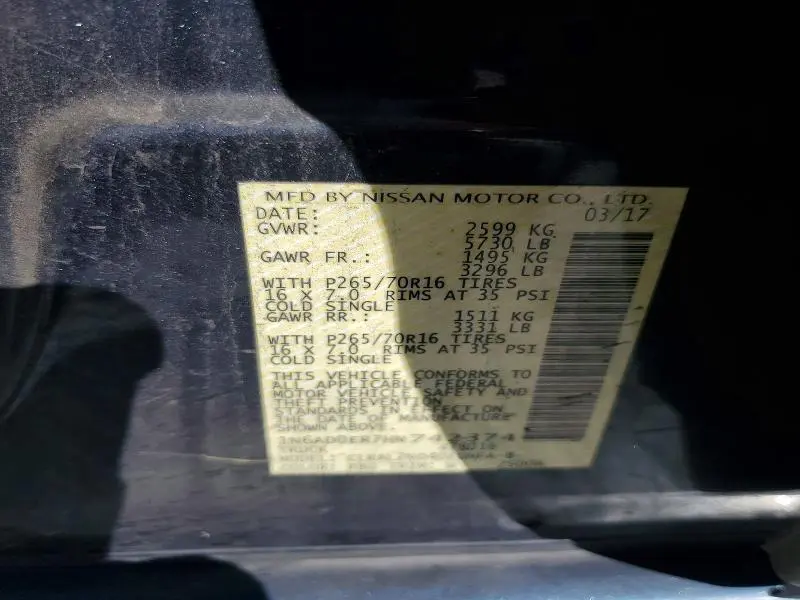 MFD BY NISSAN MOTOR CO., LTD.
DATE: 03/17
GVWR: 2599 KG
5730 LB
GAWR FR.: 1495 KG
3296 LB
WITH P265/70R16 TIRES
16 X 7.0 RIMS AT 35 PSI
COLD SINGLE
GAWR RR.: 1511 KG
3331 LB
WITH P265/70R16 TIRES
16 X 7.0 RIMS AT 35 PSI
COLD SINGLE
THIS VEHICLE CONFORMS TO
ALL APPLICABLE FEDERAL
MOTOR VEHICLE SAFETY AND
THEFT PREVENTION
STANDARDS IN EFFECT ON
THE DATE OF MANUFACTURE
SHOWN ABOVE.
1N6AD0ER7HN742374
TRUCK
MODEL: